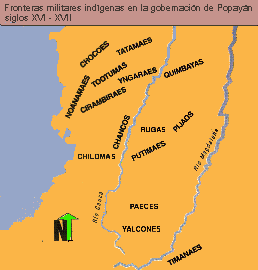 Fronteras militares indígenas en la gobernación de Popayán
siglos XVI - XVII
CHOCOES
TATAMAES
TOOTUMAS
YNGARAES
QUIMBAYAS
NOANAMAES
CIRAMBIRAES
CHANCOS
BUGAS
PIJAOS
PUTIMAES
CHILOMAS
Río Magdalena
Río Cauca
PAECES
YALCONES
TIMANAES
N